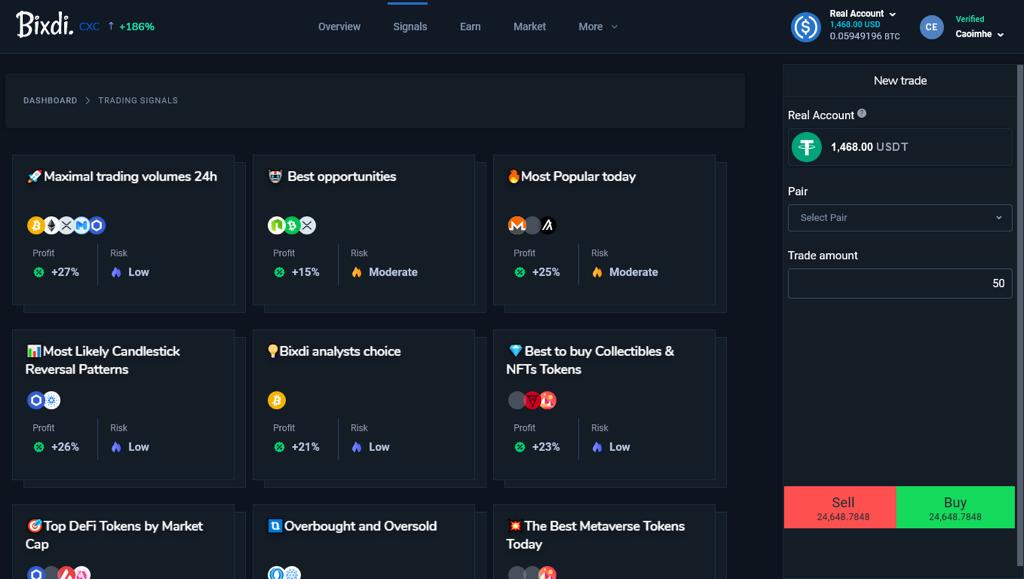 Bixdi. CXC ↑ +186%
Overview Signals Earn Market More
Real Account
1,468.00 USD
0.05949196 BTC
CE
Verified
Caoimhe
DASHBOARD > TRADING SIGNALS
Maximal trading volumes 24h
Profit Risk
+27% Low
Best opportunities
Profit Risk
+15% Moderate
Most Popular today
Profit Risk
+25% Moderate
Most Likely Candlestick
Reversal Patterns
Profit Risk
+26% Low
Bixdi analysts choice
Profit Risk
+21% Low
Best to buy Collectibles &
NFTs Tokens
Profit Risk
+23% Low
Top DeFi Tokens by Market
Cap
Overbought and Oversold
The Best Metaverse Tokens
Today
New trade
Real Account
1,468.00 USDT
Pair
Select Pair
Trade amount
50
Sell
24,648.7848
Buy
24,648.7848